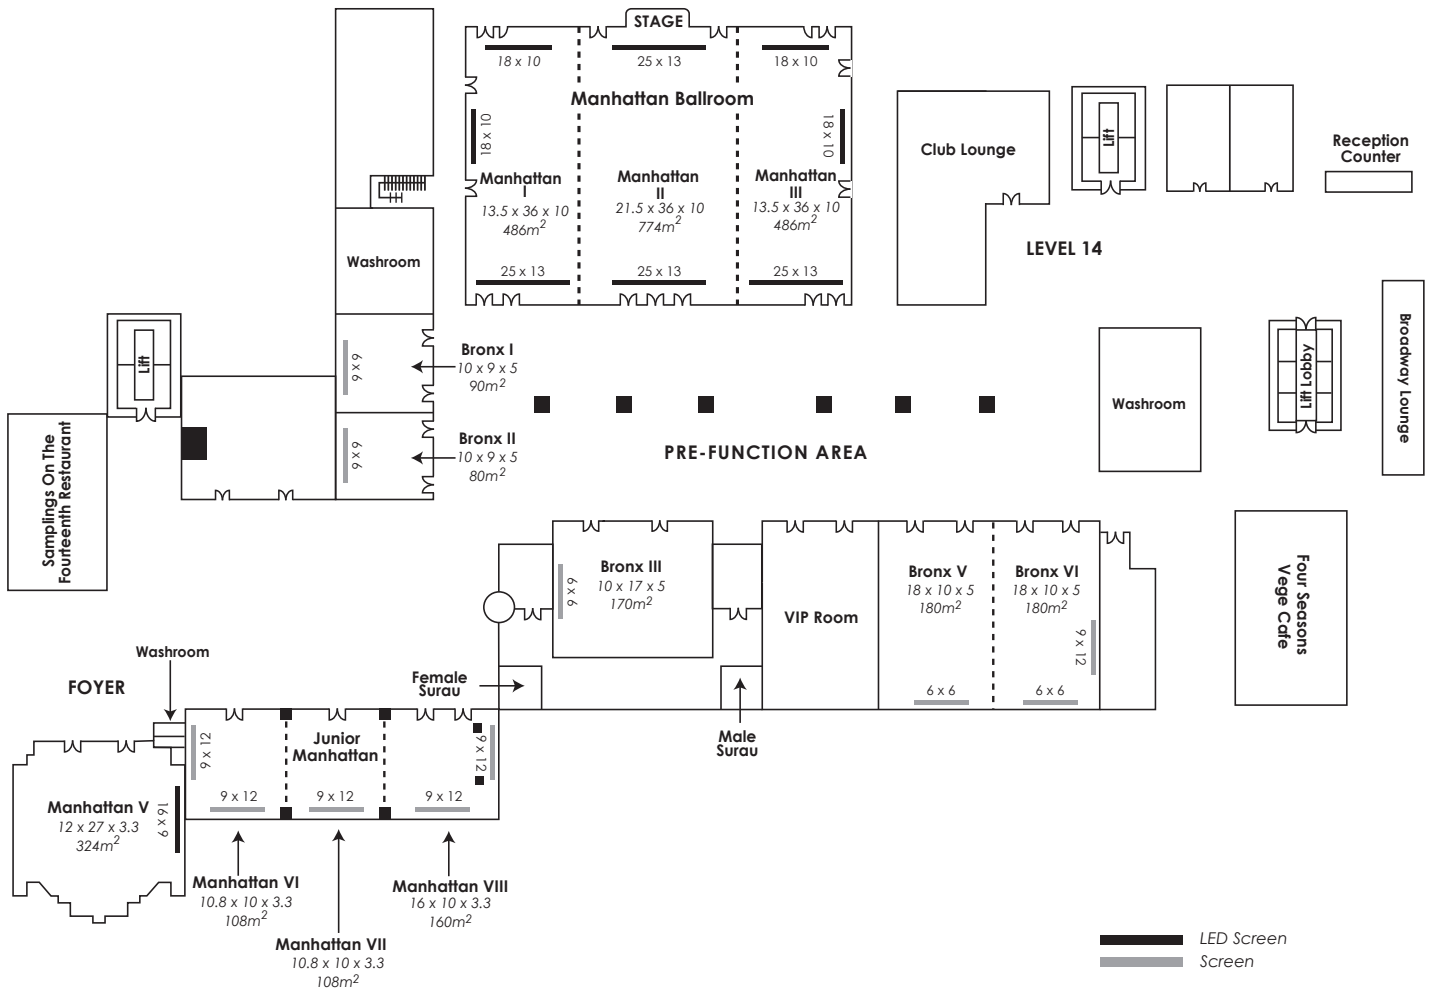 STAGE
18 x 10
25 x 13
18 x 10
Manhattan Ballroom
18 x 10
18 x 10
Manhattan
I
13.5 x 36 x 10
486m²
Manhattan
II
21.5 x 36 x 10
774m²
Manhattan
III
13.5 x 36 x 10
486m²
25 x 13
25 x 13
25 x 13
Club Lounge
Lift
Reception
Counter
LEVEL 14
Washroom
Lift
9 x 9
Bronx I
10 x 9 x 5
90m²
9 x 9
Bronx II
10 x 9 x 5
80m²
PRE-FUNCTION AREA
Washroom
Lift Lobby
Broadway I Lounge
Samplings On The
Fourteenth Restaurant
6 x 6
Bronx III
10 x 17 x 5
170m²
VIP Room
Bronx V
18 x 10 x 5
180m²
6 x 6
Bronx VI
18 x 10 x 5
180m²
9 x 12
6 x 6
Four Seasons
Vege Cafe
Washroom
FOYER
Female
Surau
Male
Surau
9 x 12
Junior
Manhattan
9 x 12
9 x 12
9 x 12
9 x 12
Manhattan V
12 x 27 x 3.3
324m²
16 x 9
Manhattan VI
10.8 x 10 x 3.3
108m²
Manhattan VII
10.8 x 10 x 3.3
108m²
Manhattan VIII
16 x 10 x 3.3
160m²
LED Screen
Screen